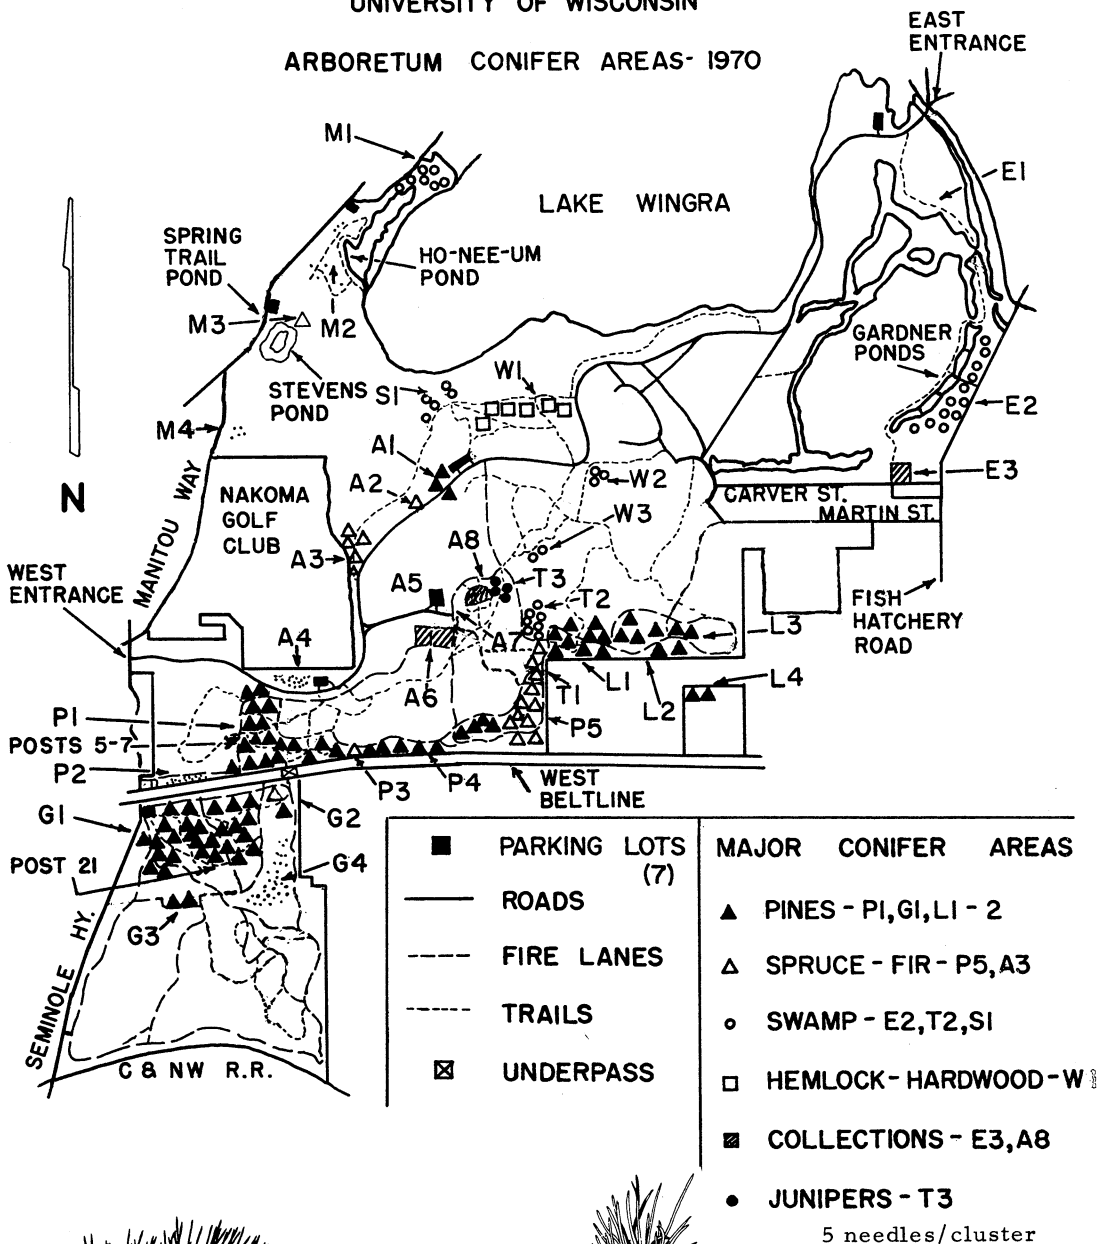 UNIVERSITY OF WISCONSIN
ARBORETUM CONIFER AREAS- 1970
EAST
ENTRANCE
M1
E1
LAKE WINGRA
SPRING
TRAIL
POND
HO-NEE-UM
POND
M3
M2
GARDNER
PONDS
STEVENS
POND
S1
W1
E2
M4
A1
A2
W2
E3
N
MANITOU WAY
NAKOMA
GOLF
CLUB
CARVER ST.
MARTIN ST.
W3
A3
A8
T3
WEST
ENTRANCE
A5
T2
FISH
HATCHERY
ROAD
A4
A7
L3
A6
T1
L1
L2
L4
P1
POSTS 5-7
P5
P2
P3
P4
WEST
BELTLINE
G1
G2
POST 21
G4
G3
SEMINOLE HY.
C & NW R.R.
PARKING LOTS
(7)
ROADS
FIRE LANES
TRAILS
UNDERPASS
MAJOR CONIFER AREAS
PINES - P1, G1, L1 - 2
SPRUCE - FIR - P5, A3
SWAMP - E2, T2, S1
HEMLOCK - HARDWOOD - W
COLLECTIONS - E3, A8
JUNIPERS - T3
5 needles/cluster